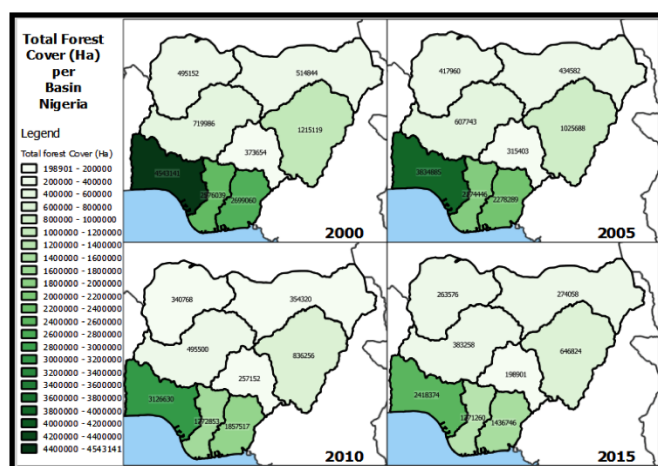 Total Forest
Cover (Ha)
per
Basin
Nigeria
Legend
Total forest Cover (Ha)
198901 - 200000
200000 - 400000
400000 - 600000
600000 - 800000
800000 - 1000000
1000000 - 1200000
1200000 - 1400000
1400000 - 1600000
1600000 - 1800000
1800000 - 2000000
2000000 - 2200000
2200000 - 2400000
2400000 - 2600000
2600000 - 2800000
2800000 - 3000000
3000000 - 3200000
3200000 - 3400000
3400000 - 3600000
3600000 - 3800000
3800000 - 4000000
4000000 - 4200000
4200000 - 4400000
4400000 - 4543141
495152
514844
719986
1215119
373654
4543141
2699060
2000
417960
434582
607743
1025688
315403
3834885
2278289
2005
340768
354320
495500
836256
257152
3126630
1857517
2010
263576
274058
383258
646824
198901
2418374
1436746
2015